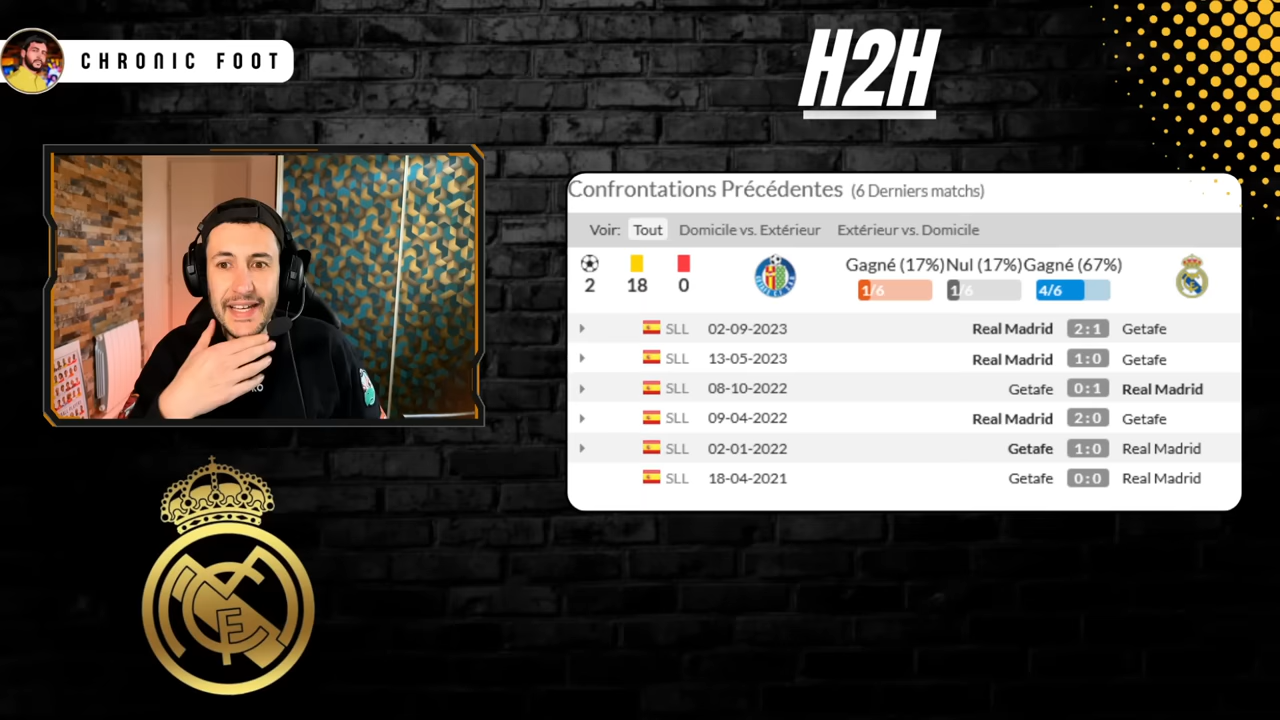 CHRONIC FOOT
H2H
Confrontations Précédentes (6 Derniers matchs)
Voir: Tout Domicile vs. Extérieur Extérieur vs. Domicile
Gagné (17%) Nul (17%) Gagné (67%)
2 18 0 1/6 1/6 4/6
SLL 02-09-2023 Real Madrid 2:1 Getafe
SLL 13-05-2023 Real Madrid 1:0 Getafe
SLL 08-10-2022 Getafe 0:1 Real Madrid
SLL 09-04-2022 Real Madrid 2:0 Getafe
SLL 02-01-2022 Getafe 1:0 Real Madrid
SLL 18-04-2021 Getafe 0:0 Real Madrid